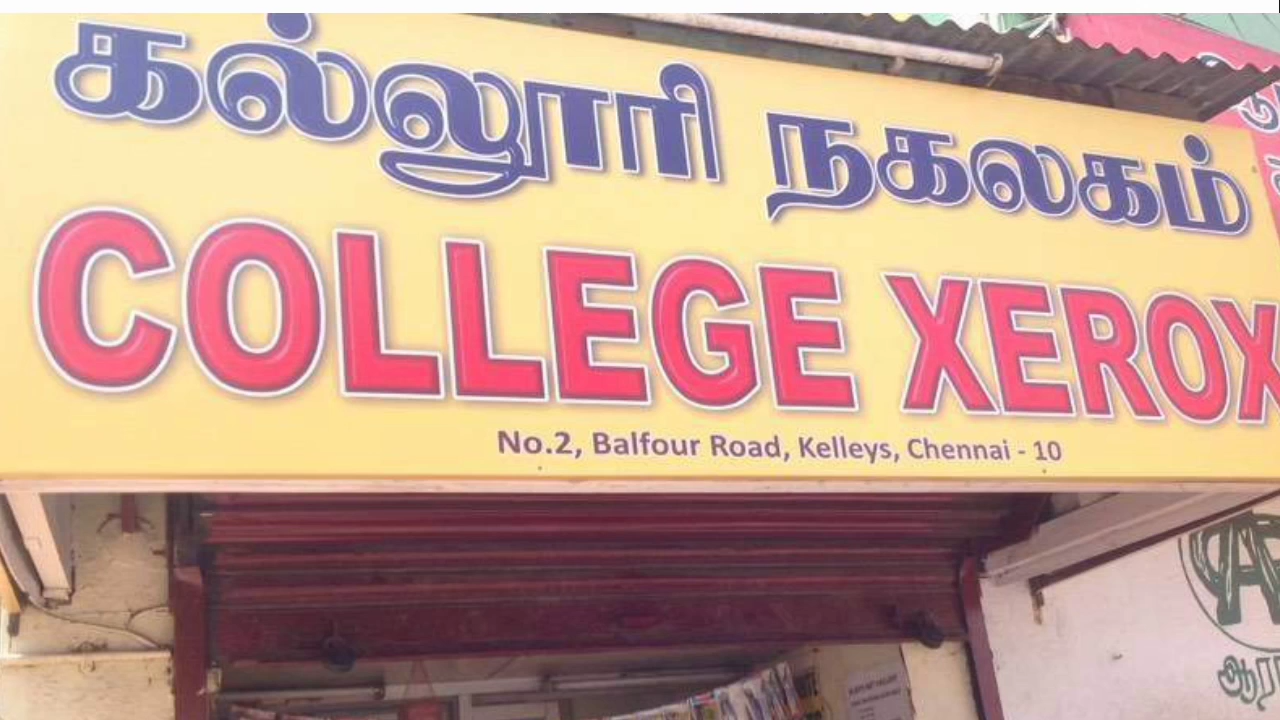 கல்லூரி நகலகம்
COLLEGE XEROX
No.2, Balfour Road, Kelleys, Chennai - 10